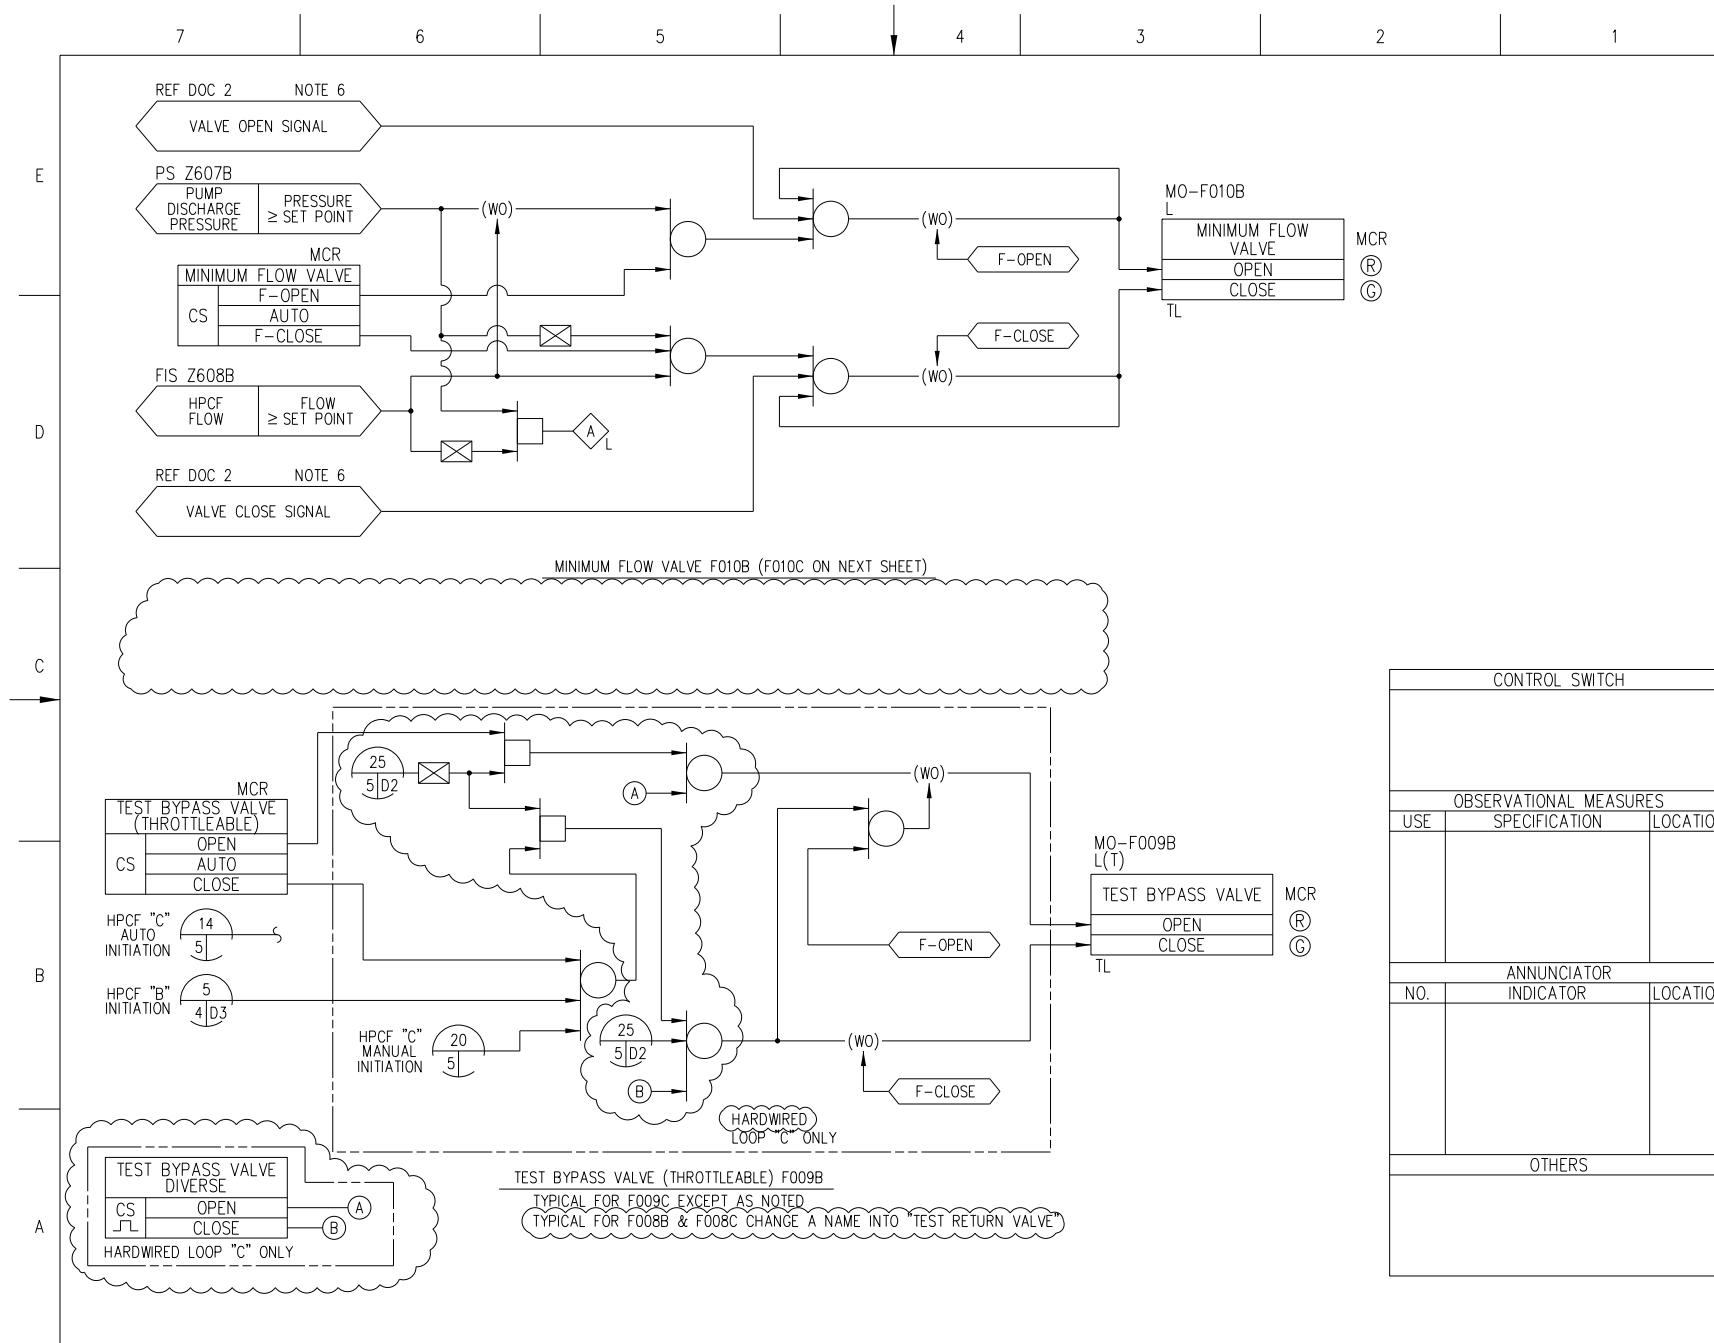 7 6 5 4 3 2 1
E
D
C
B
A
REF DOC 2 NOTE 6
VALVE OPEN SIGNAL
PS Z607B
PUMP
DISCHARGE
PRESSURE
PRESSURE
≥ SET POINT
(WO)
MCR
MINIMUM FLOW VALVE
CS
F-OPEN
AUTO
F-CLOSE
FIS Z608B
HPCF
FLOW
FLOW
≥ SET POINT
A
L
REF DOC 2 NOTE 6
VALVE CLOSE SIGNAL
(WO)
F-OPEN
F-CLOSE
(WO)
MO-F010B
L
MINIMUM FLOW
VALVE
OPEN
CLOSE
TL
MCR
R
G
MINIMUM FLOW VALVE F010B (F010C ON NEXT SHEET)
25
5 D2
A
(WO)
MCR
TEST BYPASS VALVE
(THROTTLEABLE)
CS
OPEN
AUTO
CLOSE
HPCF "C"
AUTO
INITIATION
14
5
HPCF "B"
INITIATION
5
4 D3
HPCF "C"
MANUAL
INITIATION
20
5
25
5 D2
B
F-OPEN
(WO)
F-CLOSE
HARDWIRED
LOOP "C" ONLY
MO-F009B
L(T)
TEST BYPASS VALVE
OPEN
CLOSE
TL
MCR
R
G
TEST BYPASS VALVE
DIVERSE
CS
OPEN
CLOSE
A
B
HARDWIRED LOOP "C" ONLY
TEST BYPASS VALVE (THROTTLEABLE) F009B
TYPICAL FOR F009C EXCEPT AS NOTED
TYPICAL FOR F008B & F008C CHANGE A NAME INTO "TEST RETURN VALVE"
CONTROL SWITCH
OBSERVATIONAL MEASURES
USE SPECIFICATION LOCATIO
ANNUNCIATOR
NO. INDICATOR LOCATIO
OTHERS